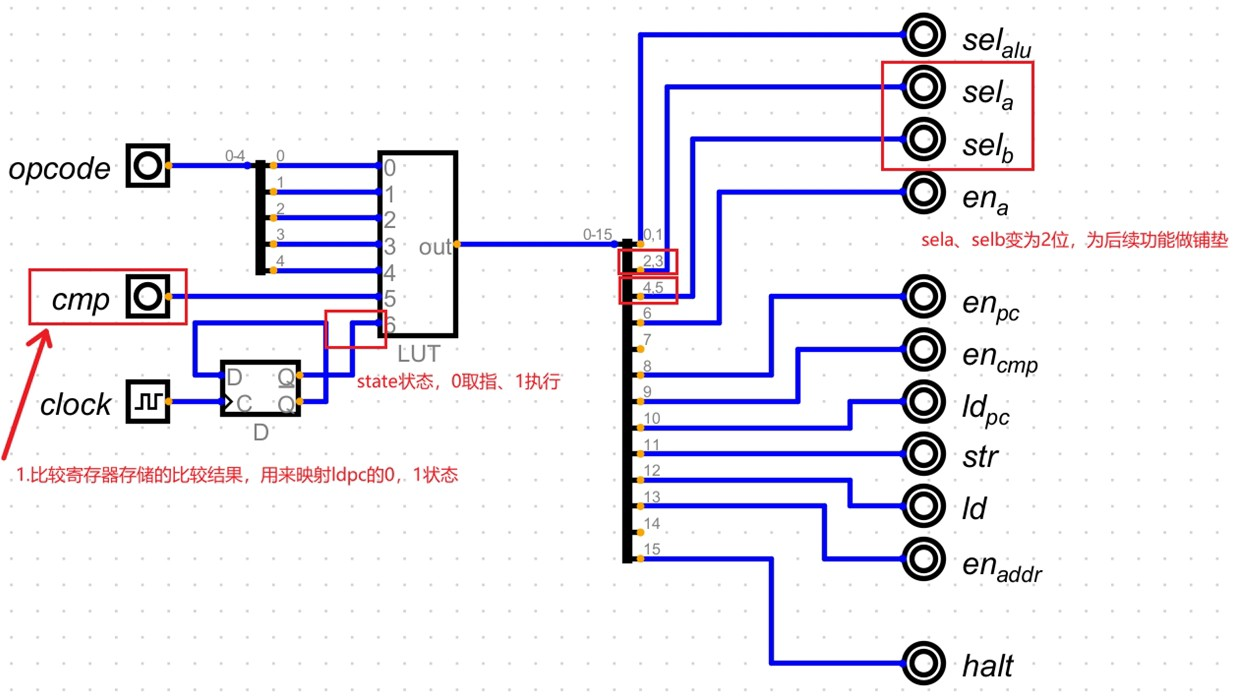 sel_alu
sel_a
sel_b
en_a
sela、selb变为2位，为后续功能做铺垫
opcode
0-4
0
1
2
3
4
0
1
2
3
4
5
6
out
LUT
cmp
state状态，0取指、1执行
D
Q
C
Q
D
clock
1.比较寄存器存储的比较结果，用来映射ldpc的0，1状态
0-15
0,1
2,3
4,5
6
7
8
9
10
11
12
13
14
15
en_pc
en_cmp
ld_pc
str
ld
en_addr
halt